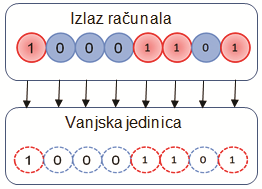 Izlaz računala
1 0 0 0 1 1 0 1
Vanjska jedinica
1 0 0 0 1 1 0 1